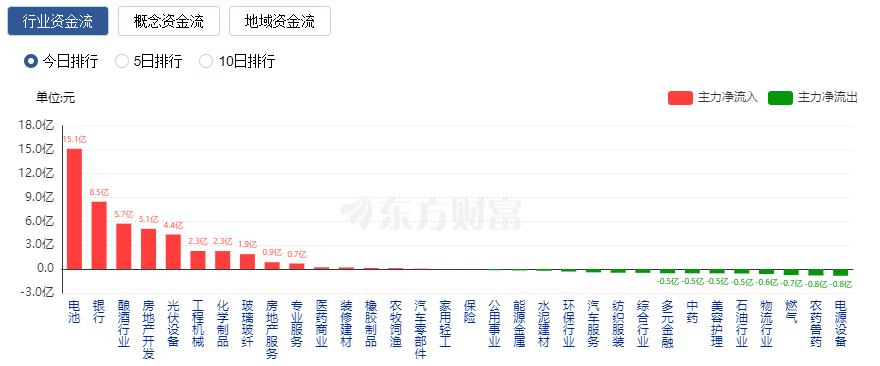 行业资金流 概念资金流 地域资金流
今日排行 5日排行 10日排行
单位:元
主力净流入 主力净流出
18.0亿
15.0亿
12.0亿
9.0亿
6.0亿
3.0亿
0.0
-3.0亿
15.1亿 8.5亿 5.7亿 5.1亿 4.4亿 2.3亿 2.3亿 1.9亿 0.9亿 0.7亿
-0.5亿 -0.5亿 -0.5亿 -0.5亿 -0.6亿 -0.7亿 -0.8亿 -0.8亿
东方财富
电池
银行
酿酒行业
房地产开发
光伏设备
工程机械
化学制品
玻璃玻纤
房地产服务
专业服务
医药商业
装修建材
橡胶制品
农牧饲渔
汽车零部件
家用轻工
保险
公用事业
能源金属
水泥建材
环保行业
汽车服务
纺织服装
综合行业
多元金融
中药
美容护理
石油行业
物流行业
燃气
农药兽药
电源设备